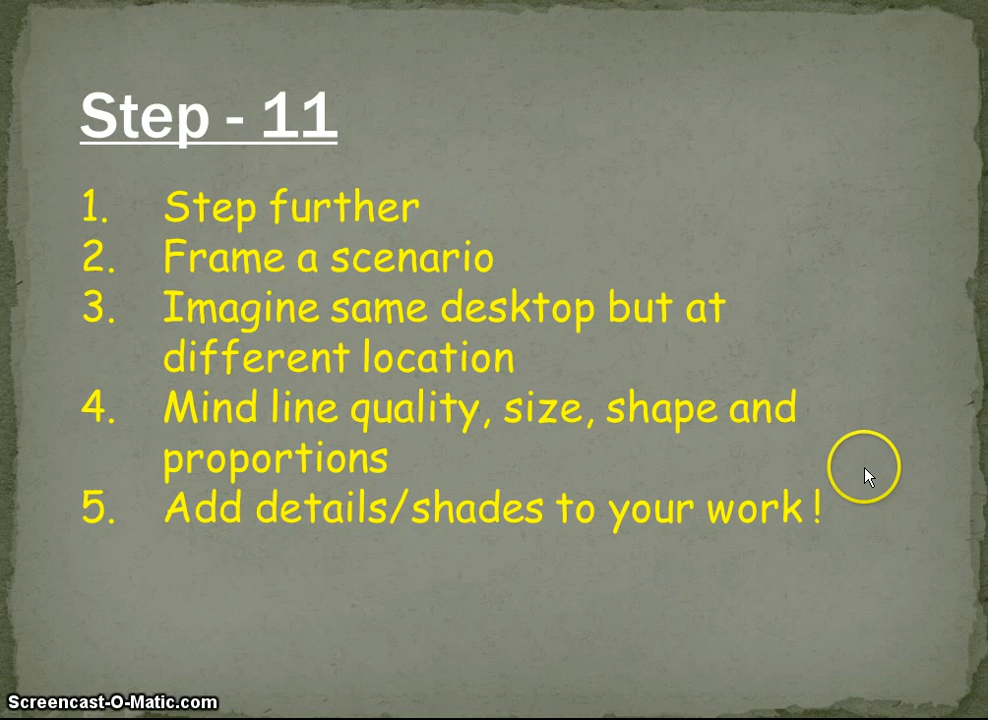 Step - 11
1. Step further
2. Frame a scenario
3. Imagine same desktop but at
different location
4. Mind line quality, size, shape and
proportions
5. Add details/shades to your work !
Screencast-O-Matic.com